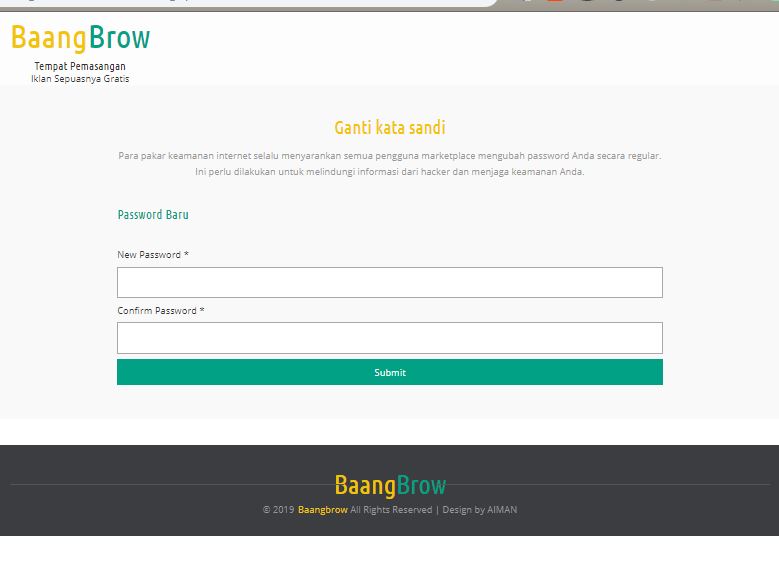 BaangBrow
Tempat Pemasangan
Iklan Sepuasnya Gratis
Ganti kata sandi
Para pakar keamanan internet selalu menyarankan semua pengguna marketplace mengubah password Anda secara regular.
Ini perlu dilakukan untuk melindungi informasi dari hacker dan menjaga keamanan Anda.
Password Baru
New Password *
Confirm Password *
Submit
BaangBrow
© 2019 Baangbrow All Rights Reserved | Design by AIMAN